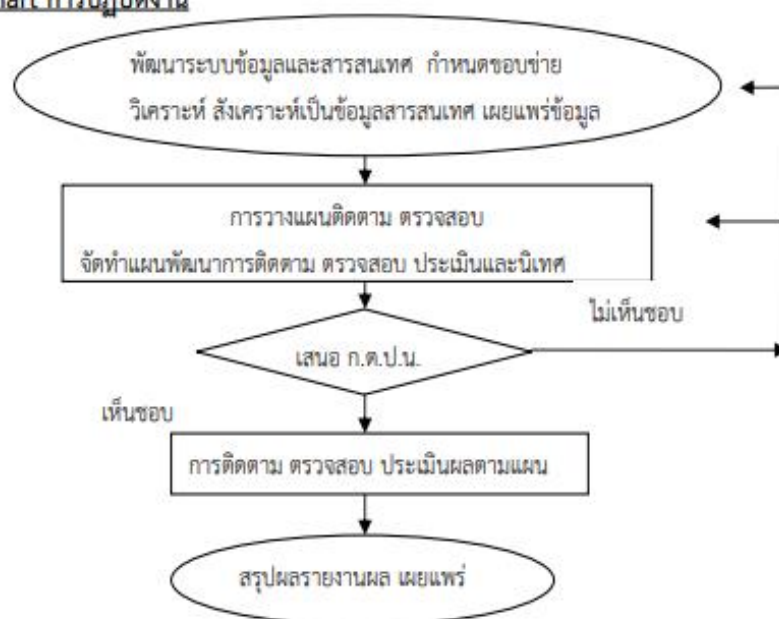 การปฏิบัติงาน
พัฒนาระบบข้อมูลและสารสนเทศ กำหนดขอบข่าย
วิเคราะห์ สังเคราะห์เป็นข้อมูลสารสนเทศ เผยแพร่ข้อมูล
การวางแผนติดตาม ตรวจสอบ
จัดทำแผนพัฒนาการติดตาม ตรวจสอบ ประเมินและนิเทศ
ไม่เห็นชอบ
เสนอ ก.ต.ป.น.
เห็นชอบ
การติดตาม ตรวจสอบ ประเมินผลตามแผน
สรุปผลรายงานผล เผยแพร่